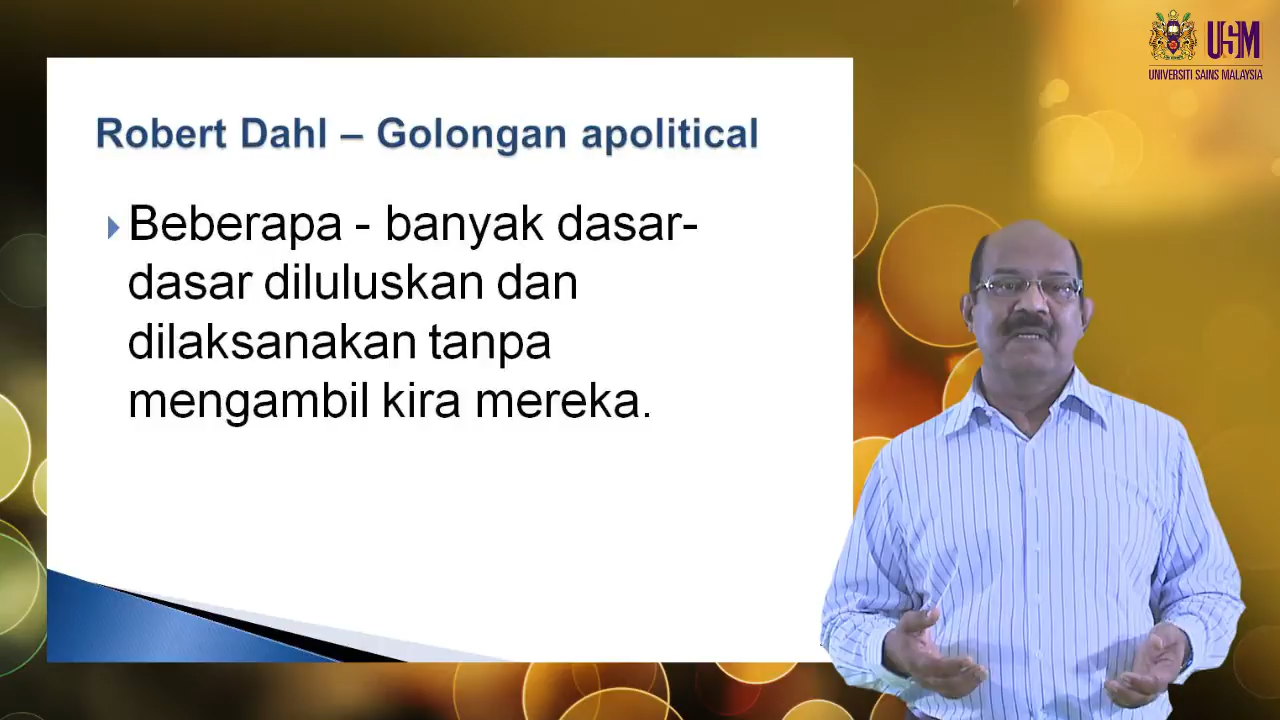 USM
UNIVERSITI SAINS MALAYSIA
Robert Dahl – Golongan apolitical
Beberapa - banyak dasar-
dasar diluluskan dan
dilaksanakan tanpa
mengambil kira mereka.